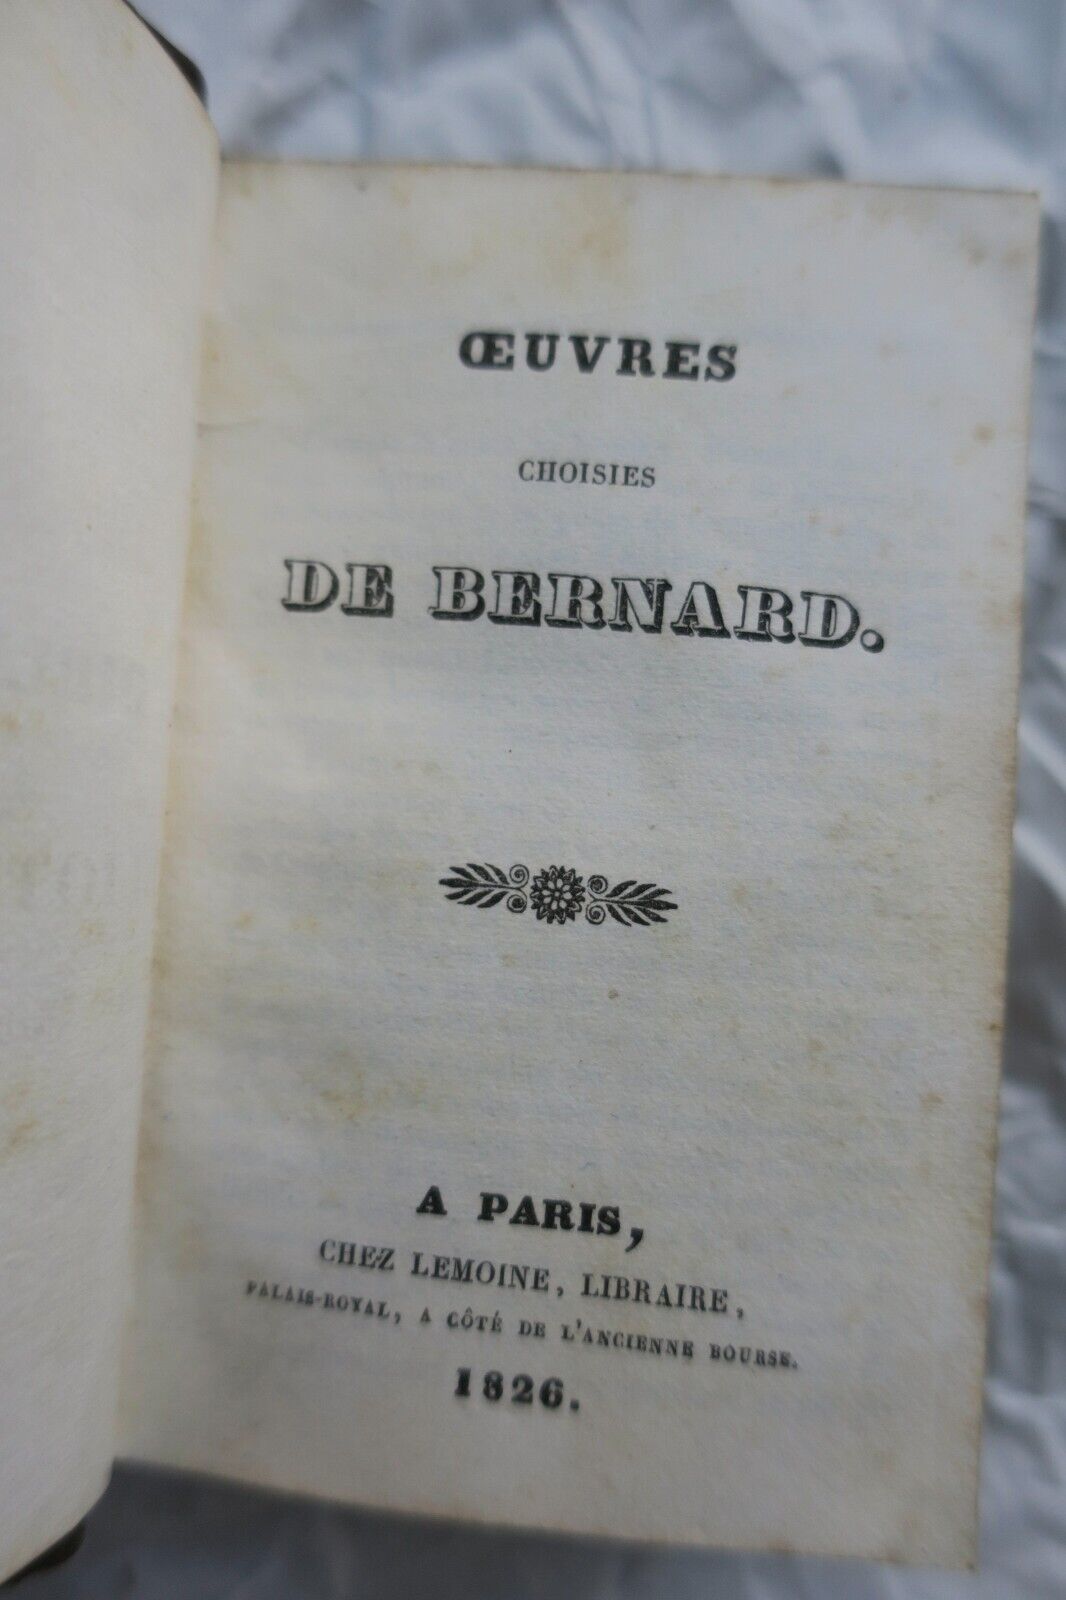 ŒUVRES
CHOISIES
DE BERNARD.
A PARIS,
CHEZ LEMOINE, LIBRAIRE,
PALAIS-ROYAL, A CÔTÉ DE L'ANCIENNE BOURSE.
1826.